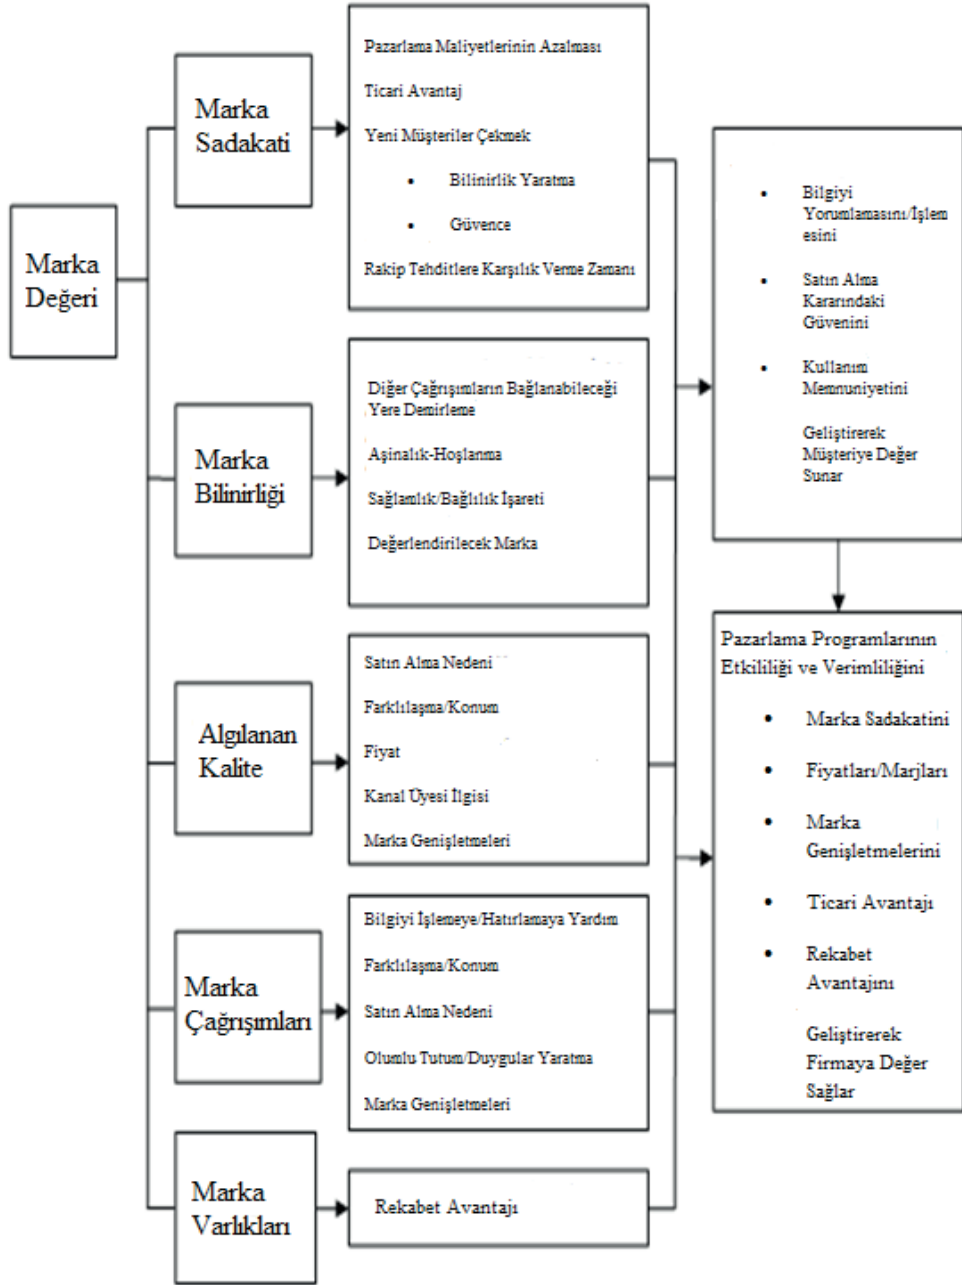 Marka
Değeri
Marka
Sadakati
Pazarlama Maliyetlerinin Azalması
Ticari Avantaj
Yeni Müşteriler Çekmek
• Bilinirlik Yaratma
• Güvence
Rakip Tehditlere Karşılık Verme Zamanı
Marka
Bilinirliği
Diğer Çağrışımların Bağlanabileceği
Yere Demirleme
Aşinalık-Hoşlanma
Sağlamlık/Bağlılık İşareti
Değerlendirilecek Marka
Algılanan
Kalite
Satın Alma Nedeni
Farklılaşma/Konum
Fiyat
Kanal Üyesi İlgisi
Marka Genişletmeleri
Marka
Çağrışımları
Bilgiyi İşlemeye/Hatırlamaya Yardım
Farklılaşma/Konum
Satın Alma Nedeni
Olumlu Tutum/Duygular Yaratma
Marka Genişletmeleri
Marka
Varlıkları
Rekabet Avantajı
• Bilgiyi
Yorumlamasını/İşlem
esini
• Satın Alma
Kararındaki
Güvenini
• Kullanım
Memnuniyetini
Geliştirerek
Müşteriye Değer
Sunar
Pazarlama Programlarının
Etkililiği ve Verimliliğini
• Marka Sadakatini
• Fiyatları/Marjları
• Marka
Genişletmelerini
• Ticari Avantajı
• Rekabet
Avantajını
Geliştirerek
Firmaya Değer
Sağlar